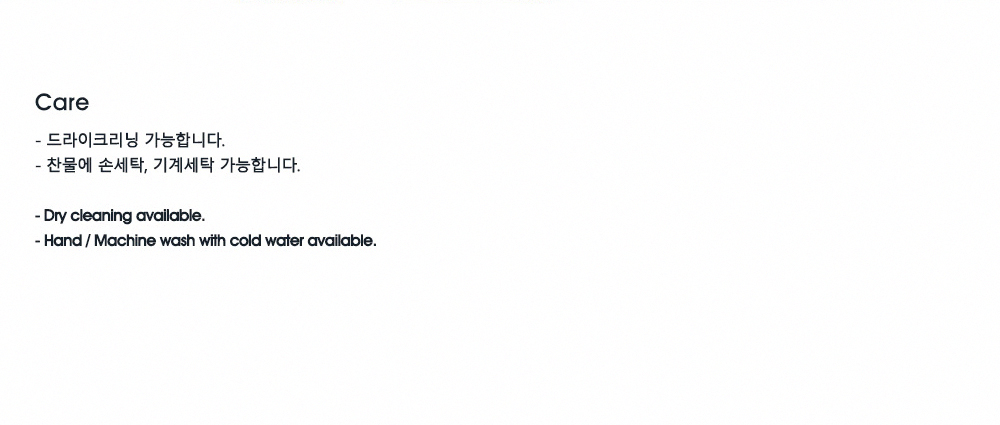 Care
- 드라이크리닝 가능합니다.
- 찬물에 손세탁, 기계세탁 가능합니다.
- Dry cleaning available.
- Hand / Machine wash with cold water available.